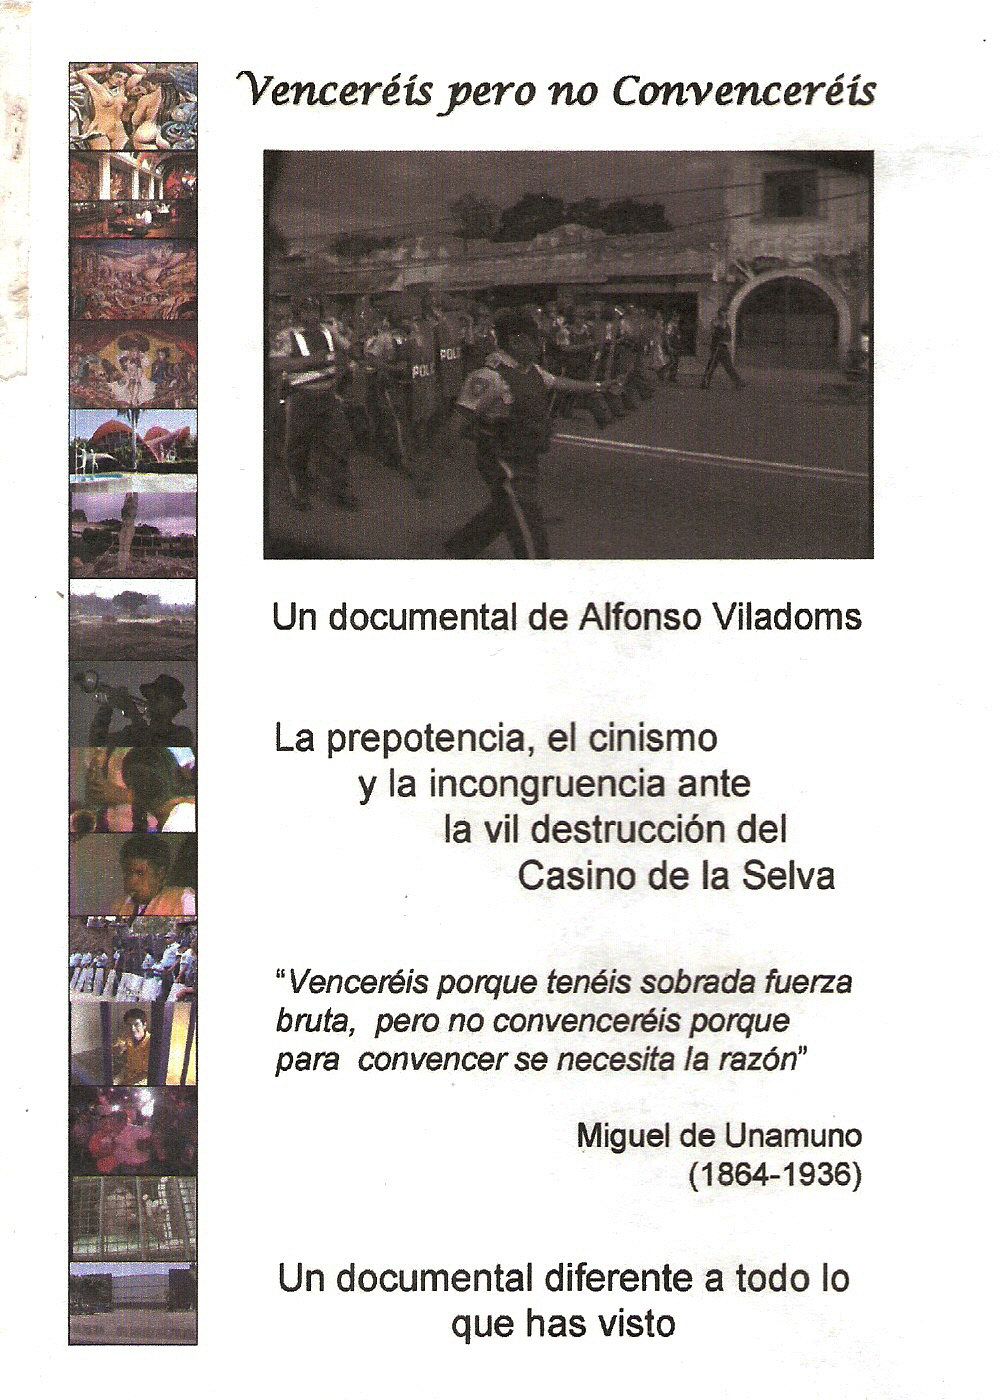 Venceréis pero no Convenceréis
POLI
POLI
Un documental de Alfonso Viladoms
La prepotencia, el cinismo
y la incongruencia ante
la vil destrucción del
Casino de la Selva
“Venceréis porque tenéis sobrada fuerza
bruta, pero no convenceréis porque
para convencer se necesita la razón”
Miguel de Unamuno
(1864-1936)
Un documental diferente a todo lo
que has visto